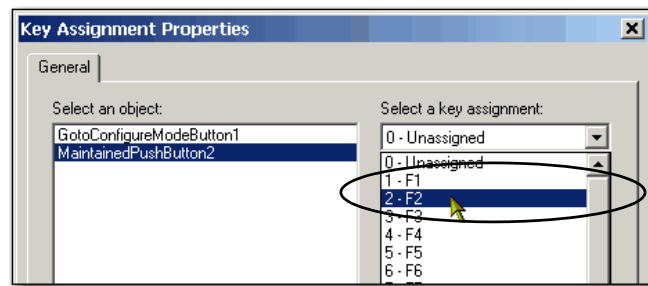 Key Assignment Properties
General
Select an object:
GotoConfigureModeButton1
MaintainedPushButton2
Select a key assignment:
0 - Unassigned
0 - Unassigned
1 - F1
2 - F2
3 - F3
4 - F4
5 - F5
6 - F6